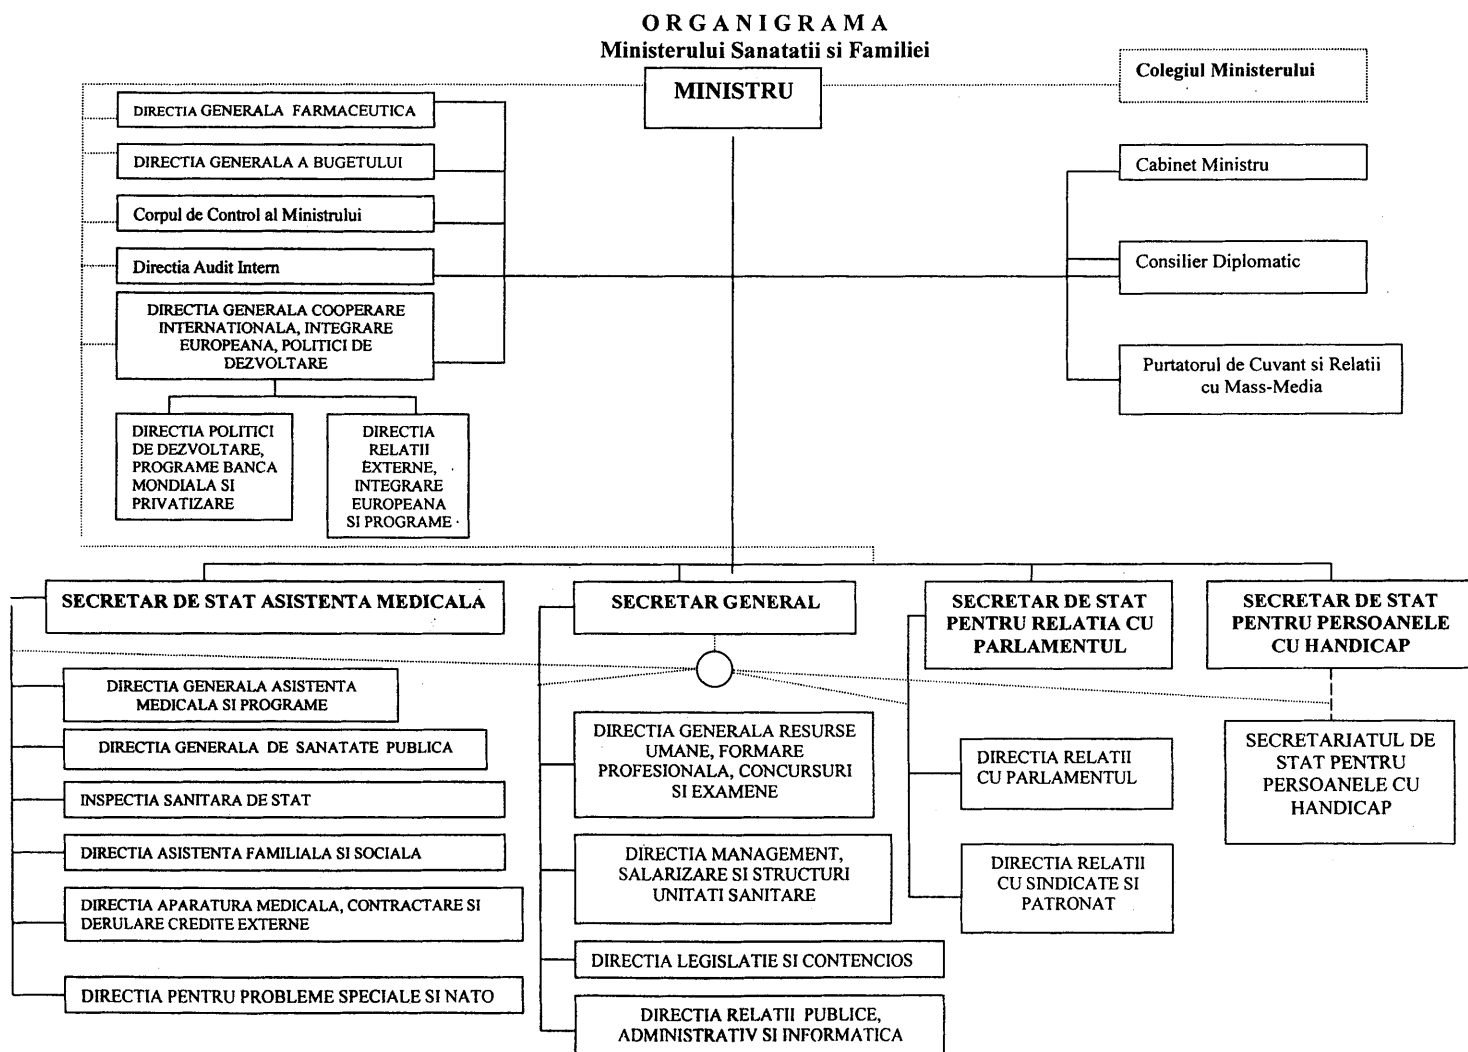 O R G A N I G R A M A
Ministerului Sanatatii si Familiei
MINISTRU
Colegiul Ministerului
DIRECTIA GENERALA FARMACEUTICA
DIRECTIA GENERALA A BUGETULUI
Corpul de Control al Ministrului
Directia Audit Intern
DIRECTIA GENERALA COOPERARE
INTERNATIONALA, INTEGRARE
EUROPEANA, POLITICI DE
DEZVOLTARE
DIRECTIA POLITICI
DE DEZVOLTARE,
PROGRAME BANCA
MONDIALA SI
PRIVATIZARE
DIRECTIA
RELATII
EXTERNE,
INTEGRARE
EUROPEANA
SI PROGRAME
Cabinet Ministru
Consilier Diplomatic
Purtatorul de Cuvant si Relatii
cu Mass-Media
SECRETAR DE STAT ASISTENTA MEDICALA
DIRECTIA GENERALA ASISTENTA
MEDICALA SI PROGRAME
DIRECTIA GENERALA DE SANATATE PUBLICA
INSPECTIA SANITARA DE STAT
DIRECTIA ASISTENTA FAMILIALA SI SOCIALA
DIRECTIA APARATURA MEDICALA, CONTRACTARE SI
DERULARE CREDITE EXTERNE
DIRECTIA PENTRU PROBLEME SPECIALE SI NATO
SECRETAR GENERAL
DIRECTIA GENERALA RESURSE
UMANE, FORMARE
PROFESIONALA, CONCURSURI
SI EXAMENE
DIRECTIA MANAGEMENT,
SALARIZARE SI STRUCTURI
UNITATI SANITARE
DIRECTIA LEGISLATIE SI CONTENCIOS
DIRECTIA RELATII PUBLICE,
ADMINISTRATIV SI INFORMATICA
SECRETAR DE STAT
PENTRU RELATIA CU
PARLAMENTUL
DIRECTIA RELATII
CU PARLAMENTUL
DIRECTIA RELATII
CU SINDICATE SI
PATRONAT
SECRETAR DE STAT
PENTRU PERSOANELE
CU HANDICAP
SECRETARIATUL DE
STAT PENTRU
PERSOANELE CU
HANDICAP